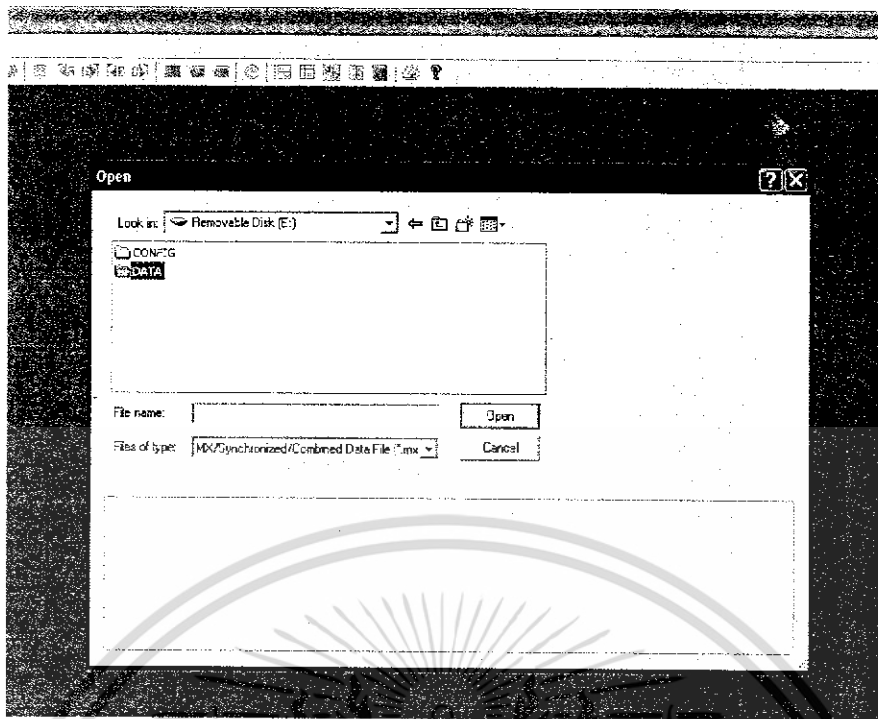 Open
Look in: Removable Disk (E:)
CONFIG
DATA
File name:
Open
Files of type: MX/Synchronized/Combined Data File (*.mx
Cancel